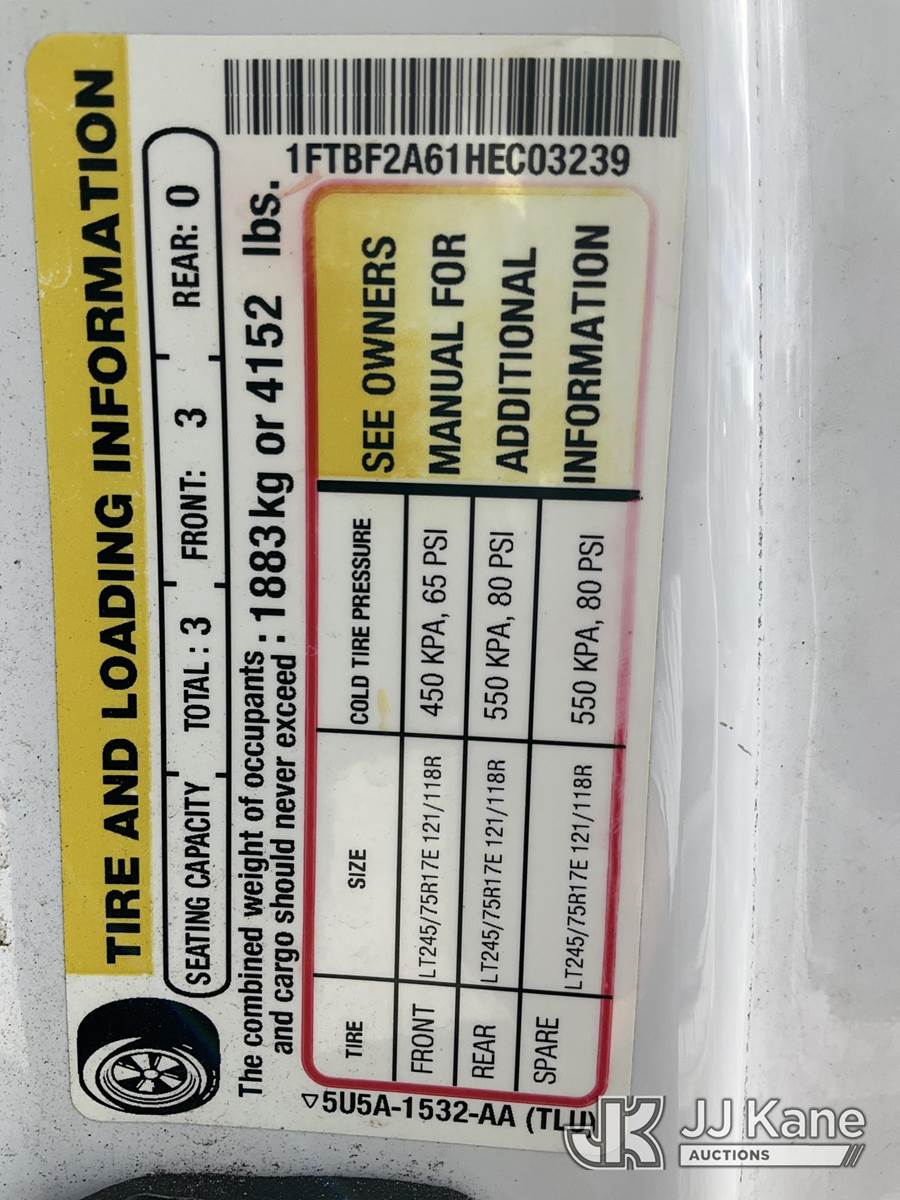 TIRE AND LOADING INFORMATION
SEATING CAPACITY TOTAL : 3 FRONT: 3 REAR: 0
The combined weight of occupants
and cargo should never exceed : 1883kg or 4152 lbs.
1FTBF2A61HEC03239
TIRE SIZE COLD TIRE PRESSURE
FRONT LT245/75R17E 121/118R 450 KPA, 65 PSI
REAR LT245/75R17E 121/118R 550 KPA, 80 PSI
SPARE LT245/75R17E 121/118R 550 KPA, 80 PSI
SEE OWNERS
MANUAL FOR
ADDITIONAL
INFORMATION
5U5A-1532-AA (TLU)
JK JJ Kane
AUCTIONS